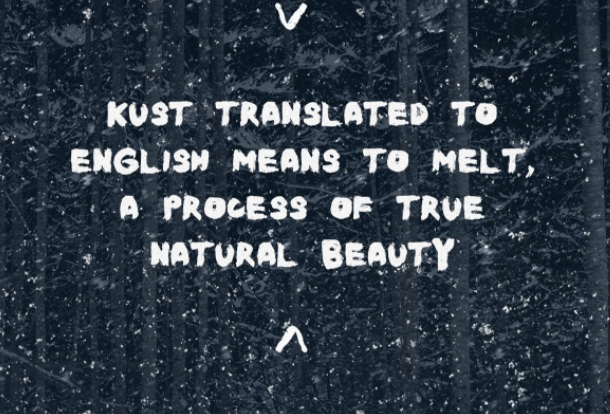 KUST TRANSLATED TO
ENGLISH MEANS TO MELT,
A PROCESS OF TRUE
NATURAL BEAUTY